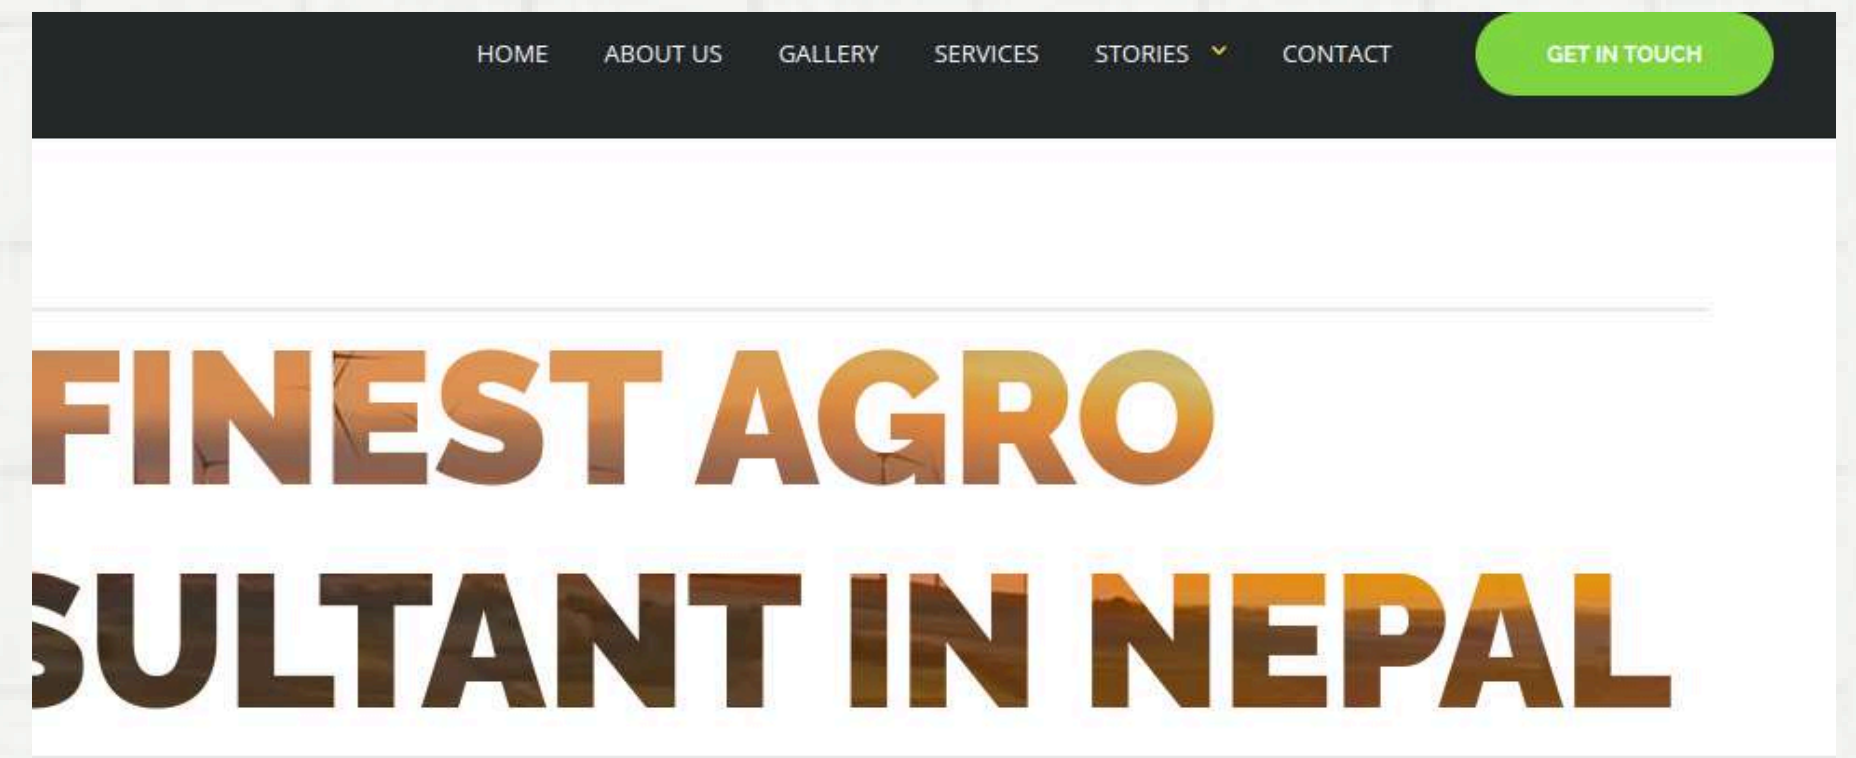 HOME ABOUT US GALLERY SERVICES STORIES CONTACT GET IN TOUCH
FINEST AGRO
SULTANT IN NEPAL